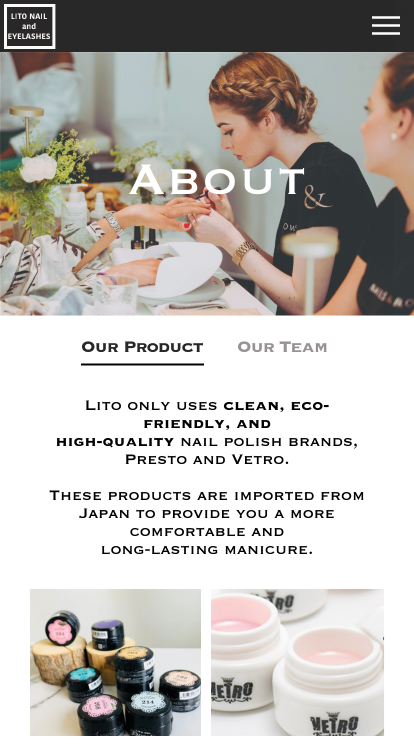 LITO NAIL
and
EYELASHES
About
&
Our Product
Our Team
Lito only uses clean, eco-
friendly, and
high-quality nail polish brands,
Presto and Vetro.
These products are imported from
Japan to provide you a more
comfortable and
long-lasting manicure.
214
VETRO
VETRO